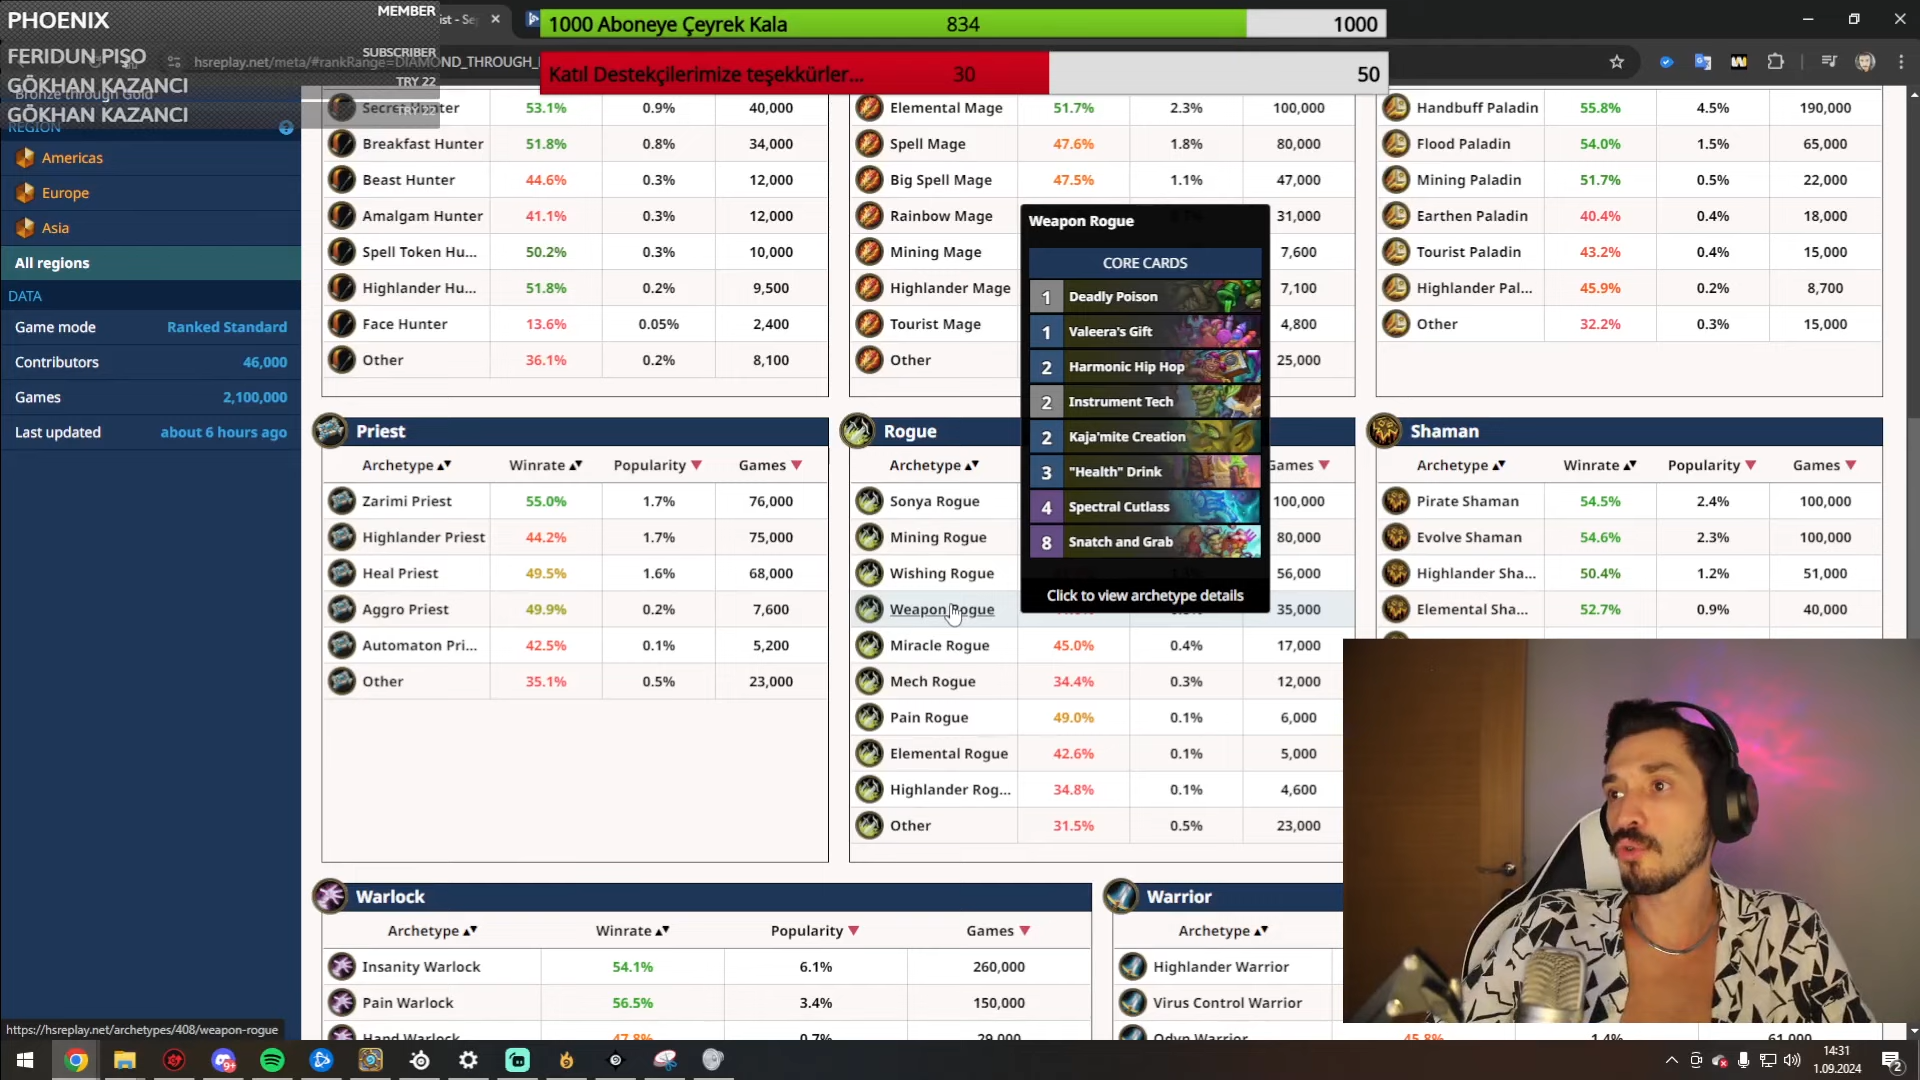 PHOENIX
MEMBER
FERIDUN PIŞO
SUBSCRIBER
GÖKHAN KAZANCI
TRY 22
GÖKHAN KAZANCI
TRY 22
1000 Aboneye Çeyrek Kala 834 1000
Katıl Destekçilerimize teşekkürler... 30 50
hsreplay.net/meta/#rankRange=DIAMOND_THROUGH_
Bronze through Gold
REGION
Americas
Europe
Asia
All regions
DATA
Game mode Ranked Standard
Contributors 46,000
Games 2,100,000
Last updated about 6 hours ago
Secret Hunter 53.1% 0.9% 40,000
Breakfast Hunter 51.8% 0.8% 34,000
Beast Hunter 44.6% 0.3% 12,000
Amalgam Hunter 41.1% 0.3% 12,000
Spell Token Hu... 50.2% 0.3% 10,000
Highlander Hu... 51.8% 0.2% 9,500
Face Hunter 13.6% 0.05% 2,400
Other 36.1% 0.2% 8,100
Elemental Mage 51.7% 2.3% 100,000
Spell Mage 47.6% 1.8% 80,000
Big Spell Mage 47.5% 1.1% 47,000
Rainbow Mage 31,000
Mining Mage 7,600
Highlander Mage 7,100
Tourist Mage 4,800
Other 25,000
Handbuff Paladin 55.8% 4.5% 190,000
Flood Paladin 54.0% 1.5% 65,000
Mining Paladin 51.7% 0.5% 22,000
Earthen Paladin 40.4% 0.4% 18,000
Tourist Paladin 43.2% 0.4% 15,000
Highlander Pal... 45.9% 0.2% 8,700
Other 32.2% 0.3% 15,000
Weapon Rogue
CORE CARDS
1 Deadly Poison
1 Valeera's Gift
2 Harmonic Hip Hop
2 Instrument Tech
2 Kaja'mite Creation
3 "Health" Drink
4 Spectral Cutlass
8 Snatch and Grab
Click to view archetype details
Priest
Archetype Winrate Popularity Games
Zarimi Priest 55.0% 1.7% 76,000
Highlander Priest 44.2% 1.7% 75,000
Heal Priest 49.5% 1.6% 68,000
Aggro Priest 49.9% 0.2% 7,600
Automaton Pri... 42.5% 0.1% 5,200
Other 35.1% 0.5% 23,000
Rogue
Archetype Games
Sonya Rogue 100,000
Mining Rogue 80,000
Wishing Rogue 56,000
Weapon Rogue 35,000
Miracle Rogue 45.0% 0.4% 17,000
Mech Rogue 34.4% 0.3% 12,000
Pain Rogue 49.0% 0.1% 6,000
Elemental Rogue 42.6% 0.1% 5,000
Highlander Rog... 34.8% 0.1% 4,600
Other 31.5% 0.5% 23,000
Shaman
Archetype Winrate Popularity Games
Pirate Shaman 54.5% 2.4% 100,000
Evolve Shaman 54.6% 2.3% 100,000
Highlander Sha... 50.4% 1.2% 51,000
Elemental Sha... 52.7% 0.9% 40,000
Warlock
Archetype Winrate Popularity Games
Insanity Warlock 54.1% 6.1% 260,000
Pain Warlock 56.5% 3.4% 150,000
Hand Warlock 47.8% 0.7% 29,000
Warrior
Archetype
Highlander Warrior
Virus Control Warrior
Odyn Warrior 45.8% 1.4% 61,000
https://hsreplay.net/archetypes/408/weapon-rogue
14:31
1.09.2024
2